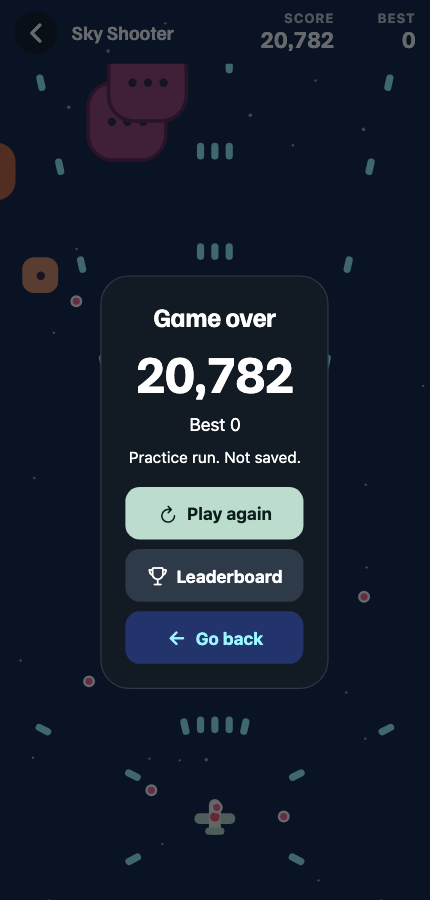 Sky Shooter
SCORE
20,782
BEST
0
Game over
20,782
Best 0
Practice run. Not saved.
Play again
Leaderboard
Go back